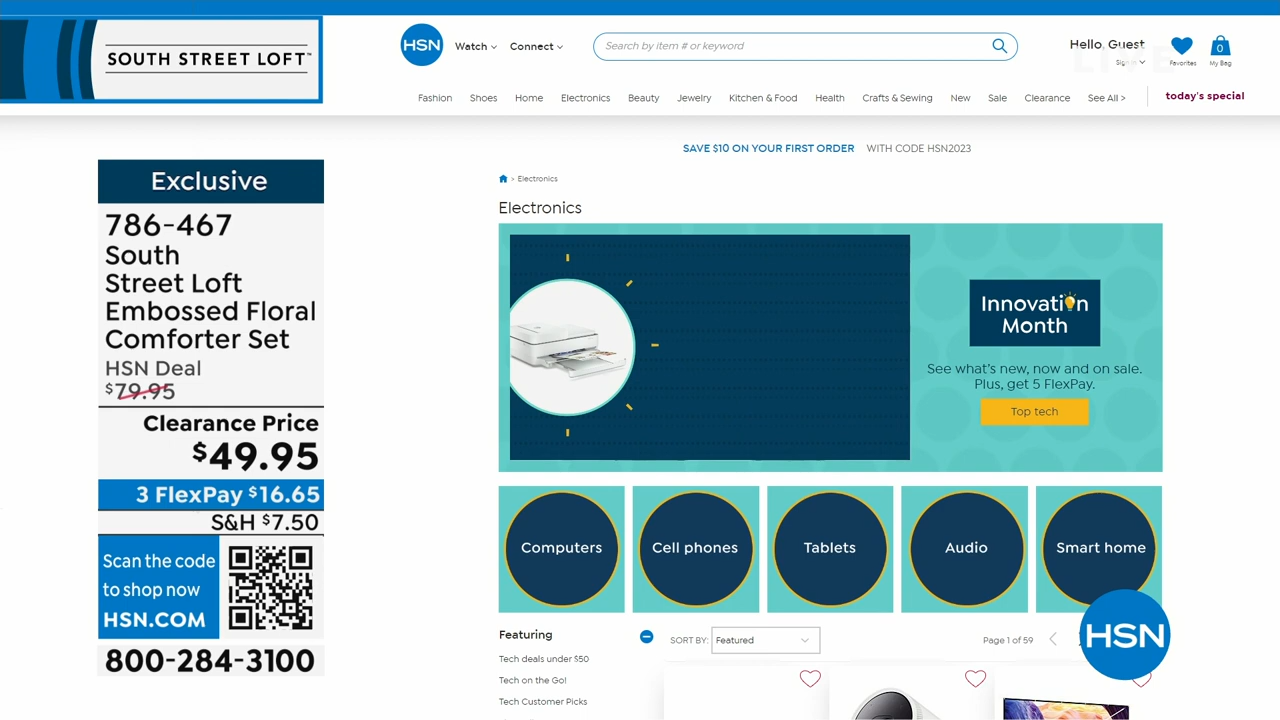 SOUTH STREET LOFT™
HSN
Watch
Connect
Search by item # or keyword
Hello, Guest
Sign in
LIVE
Favorites
0
My Bag
Fashion
Shoes
Home
Electronics
Beauty
Jewelry
Kitchen & Food
Health
Crafts & Sewing
New
Sale
Clearance
See All >
today's special
SAVE $10 ON YOUR FIRST ORDER WITH CODE HSN2023
Exclusive
786-467
South
Street Loft
Embossed Floral
Comforter Set
HSN Deal
$79.95
Clearance Price
$49.95
3 FlexPay $16.65
S&H $7.50
Scan the code
to shop now
HSN.COM
800-284-3100
> Electronics
Electronics
Innovation
Month
See what's new, now and on sale.
Plus, get 5 FlexPay.
Top tech
Computers
Cell phones
Tablets
Audio
Smart home
Featuring
Tech deals under $50
Tech on the Go!
Tech Customer Picks
SORT BY:
Featured
Page 1 of 59
HSN